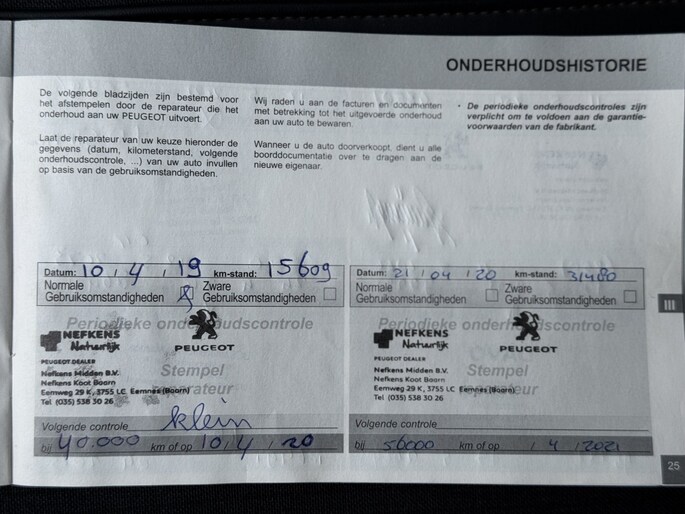 ONDERHOUDSHISTORIE
De volgende bladzijden zijn bestemd voor
het afstempelen door de reparateur die het
onderhoud aan uw PEUGEOT uitvoert.
Laat de reparateur van uw keuze hieronder de
gegevens (datum, kilometerstand, volgende
onderhoudscontrole, ...) van uw auto invullen
op basis van de gebruiksomstandigheden.
Wij raden u aan de facturen en documenten
met betrekking tot het uitgevoerde onderhoud
aan uw auto te bewaren.
Wanneer u de auto doorverkoopt, dient u alle
boorddocumentatie over te dragen aan de
nieuwe eigenaar.
• De periodieke onderhoudscontroles zijn
verplicht om te voldoen aan de garantie-
voorwaarden van de fabrikant.
Datum: 10 / 4 / 19 km-stand: 15609
Normale
Gebruiksomstandigheden
Zware
Gebruiksomstandigheden
Periodieke onderhoudscontrole
NEFKENS
Natuurlijk
PEUGEOT
PEUGEOT DEALER
Nefkens Midden B.V.
Nefkens Koot Baarn
Eemweg 29 K, 3755 LC Eemnes (Baarn)
Tel (035) 538 30 26
Stempel
reparateur
Volgende controle klein
bij 40.000 km of op 10 / 4 / 20
Datum: 21 / 04 / 20 km-stand: 31480
Normale
Gebruiksomstandigheden
Zware
Gebruiksomstandigheden
Periodieke onderhoudscontrole
NEFKENS
Natuurlijk
PEUGEOT
PEUGEOT DEALER
Nefkens Midden B.V.
Nefkens Koot Baarn
Eemweg 29 K, 3755 LC Eemnes (Baarn)
Tel (035) 538 30 26
Stempel
reparateur
Volgende controle
bij 56000 km of op / 4 / 2021
III
25